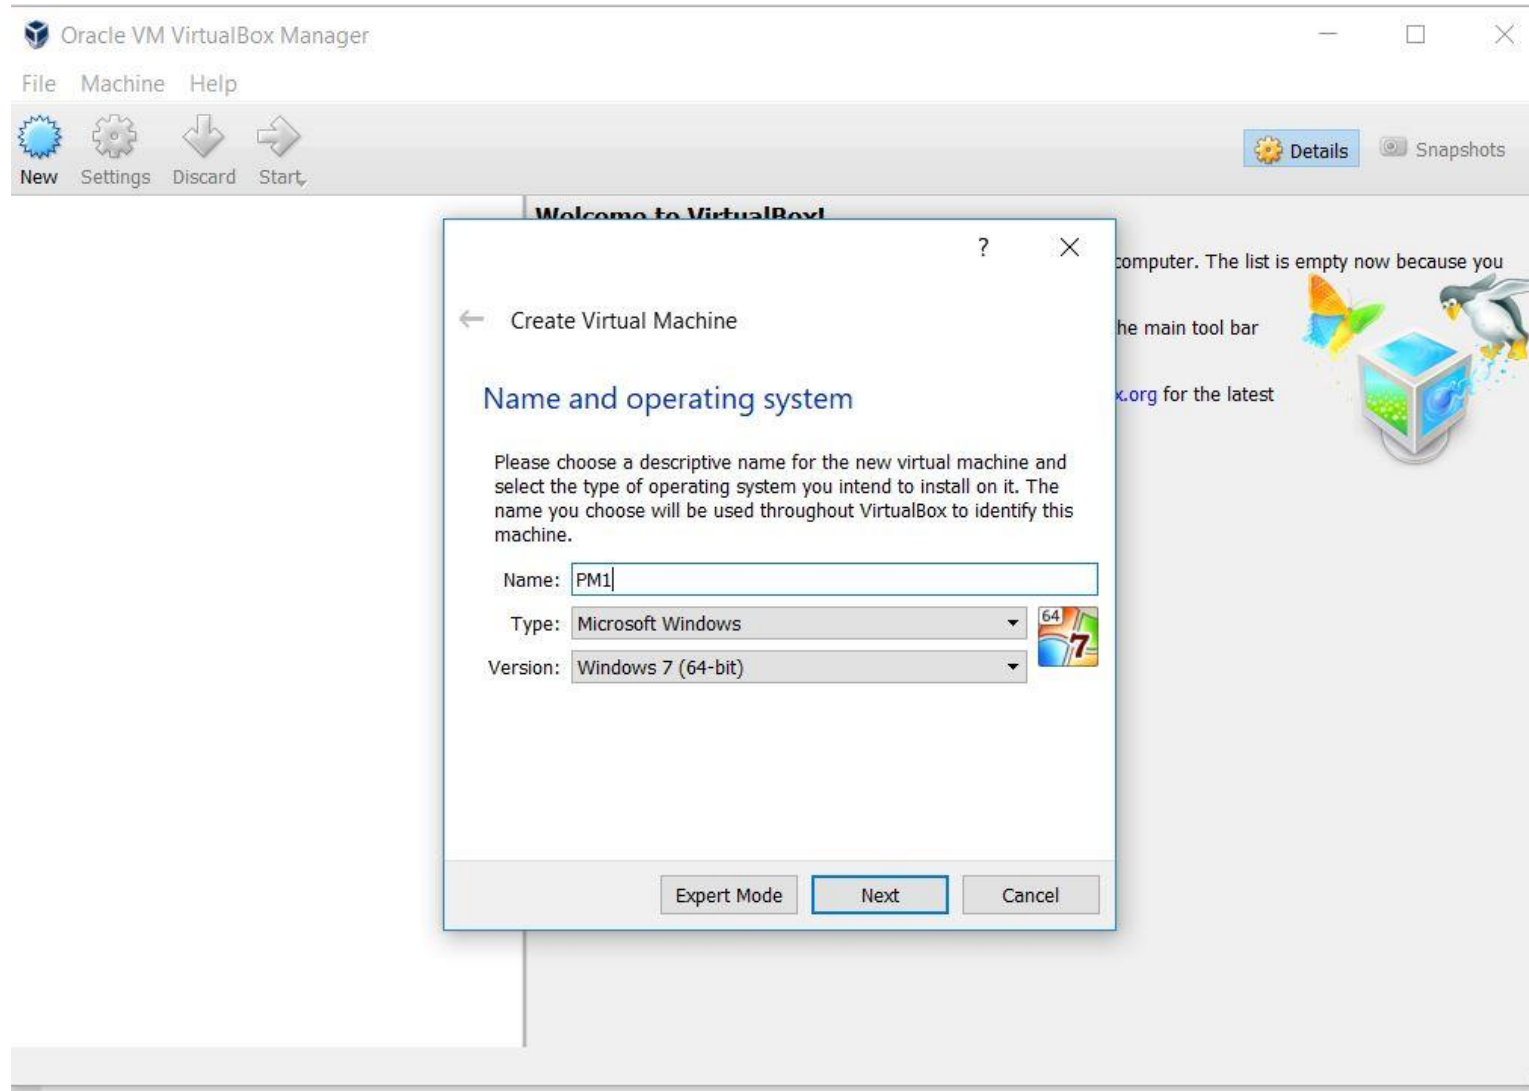 Oracle VM VirtualBox Manager
File Machine Help
New Settings Discard Start
Details Snapshots
Welcome to VirtualBox!
computer. The list is empty now because you
he main tool bar
x.org for the latest
?
Create Virtual Machine
Name and operating system
Please choose a descriptive name for the new virtual machine and
select the type of operating system you intend to install on it. The
name you choose will be used throughout VirtualBox to identify this
machine.
Name: PM1
Type: Microsoft Windows
64
7
Version: Windows 7 (64-bit)
Expert Mode Next Cancel